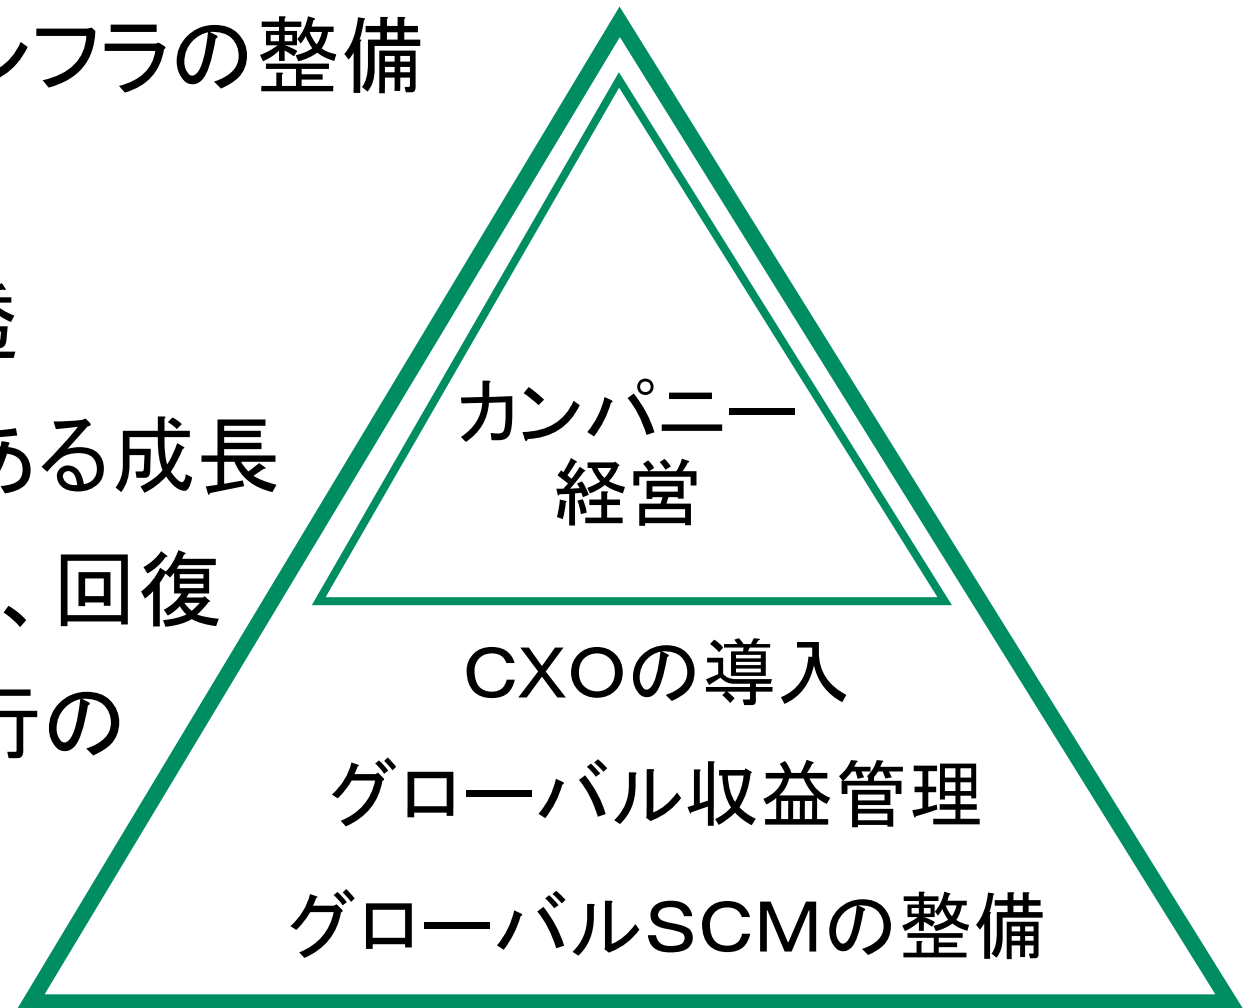 ンフラの整備
ある成長
、回復
行の
カンパニー
経営
CXOの導入
グローバル収益管理
グローバルSCMの整備